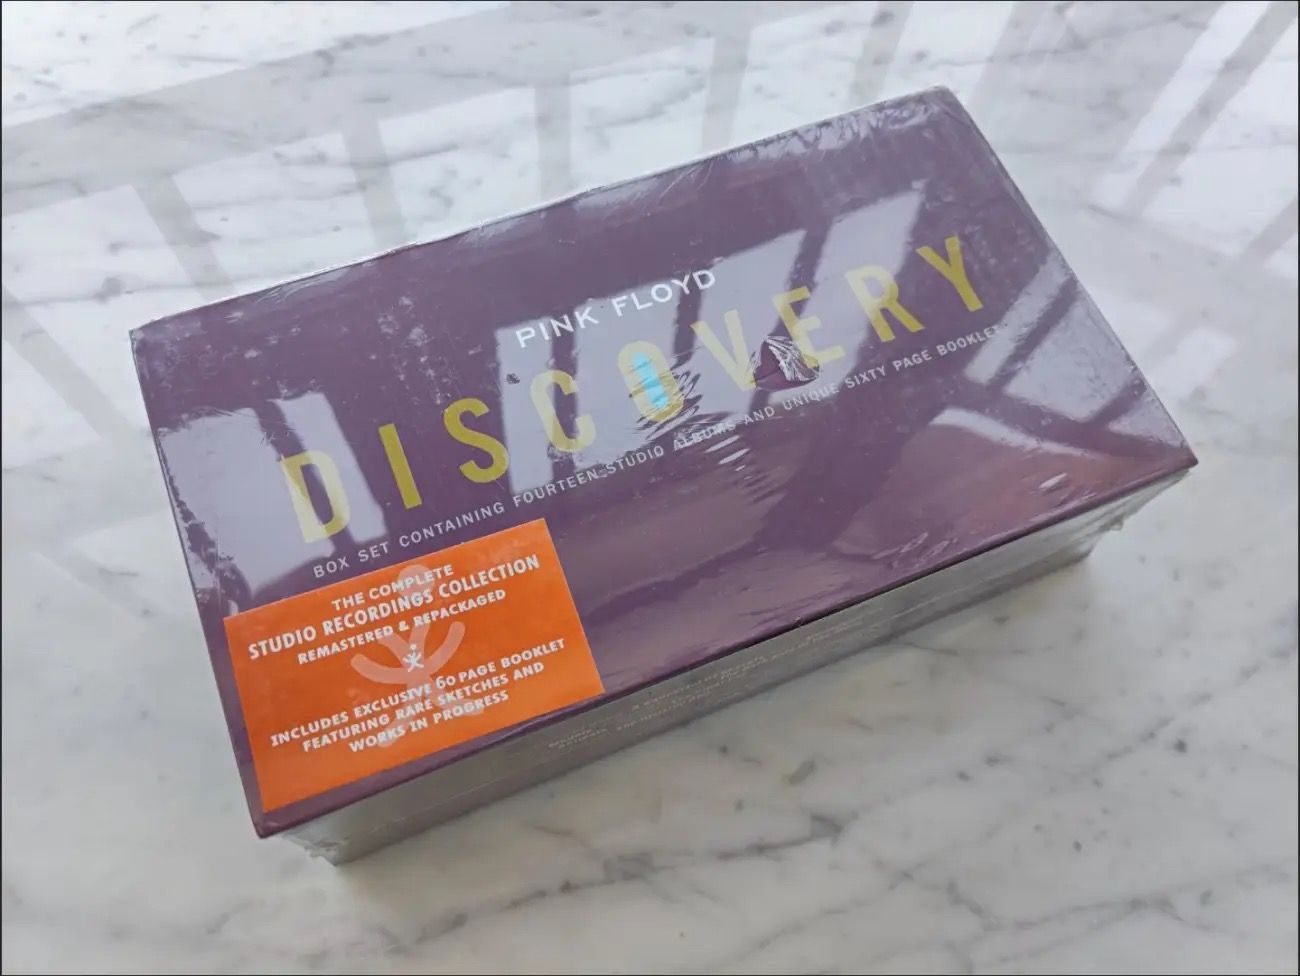 PINK FLOYD
DISCOVERY
BOX SET CONTAINING FOURTEEN STUDIO ALBUMS AND UNIQUE SIXTY PAGE BOOKLET
THE COMPLETE
STUDIO RECORDINGS COLLECTION
REMASTERED & REPACKAGED
INCLUDES EXCLUSIVE 60 PAGE BOOKLET
FEATURING RARE SKETCHES AND
WORKS IN PROGRESS